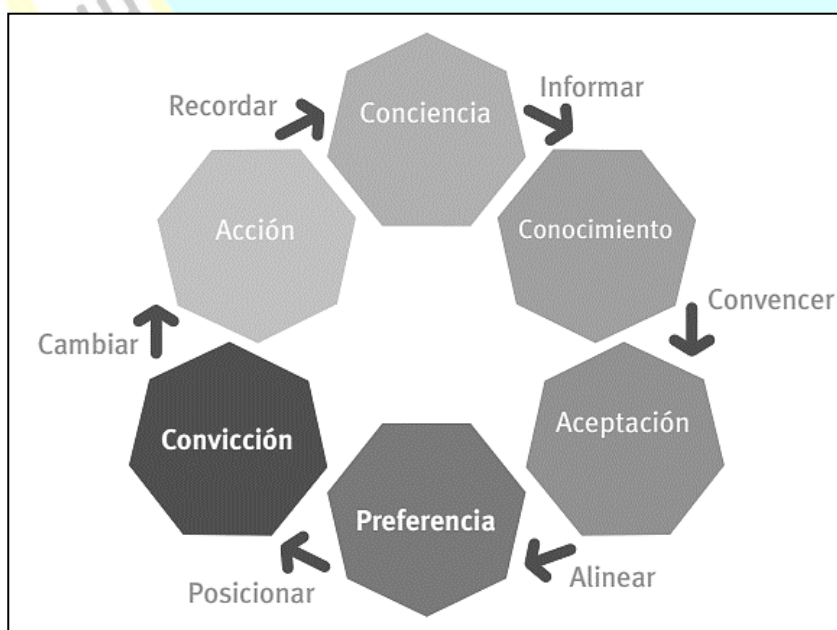 Conciencia
Informar
Conocimiento
Convencer
Aceptación
Alinear
Preferencia
Posicionar
Convicción
Cambiar
Acción
Recordar